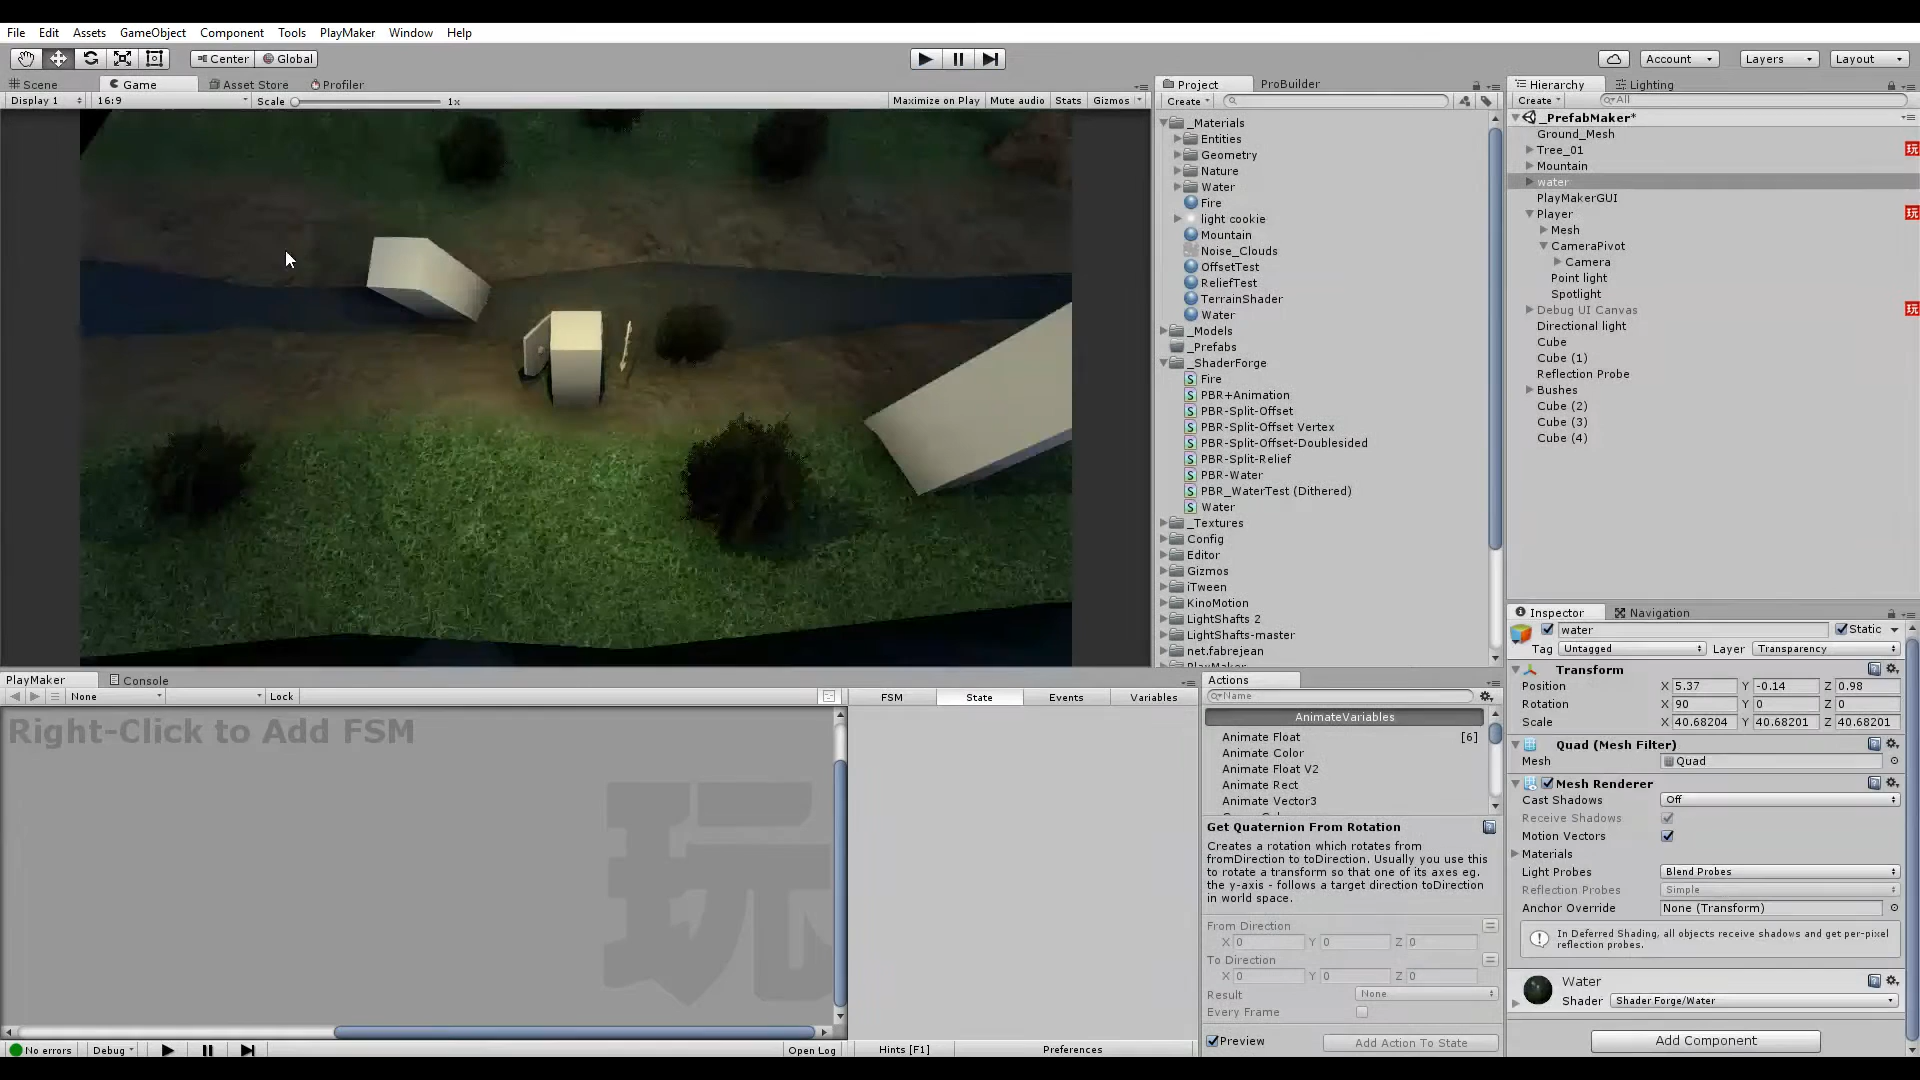 File Edit Assets GameObject Component Tools PlayMaker Window Help
Center Global Account Layers Layout
Scene Game Asset Store Profiler
Display 1 16:9 Scale 1x Maximize on Play Mute audio Stats Gizmos
Project ProBuilder
Create
_Materials
Entities
Geometry
Nature
Water
Fire
light cookie
Mountain
Noise_Clouds
OffsetTest
ReliefTest
TerrainShader
Water
_Models
_Prefabs
_ShaderForge
Fire
PBR+Animation
PBR-Split-Offset
PBR-Split-Offset Vertex
PBR-Split-Offset-Doublesided
PBR-Split-Relief
PBR-Water
PBR_WaterTest (Dithered)
Water
_Textures
Config
Editor
Gizmos
iTween
KinoMotion
LightShafts 2
LightShafts-master
net.fabrejean
PlayMaker
Hierarchy Lighting
Create All
_PrefabMaker*
Ground_Mesh
Tree_01 玩
Mountain
water
PlayMakerGUI
Player 玩
Mesh
CameraPivot
Camera
Point light
Spotlight
Debug UI Canvas 玩
Directional light
Cube
Cube (1)
Reflection Probe
Bushes
Cube (2)
Cube (3)
Cube (4)
Inspector Navigation
water Static
Tag Untagged Layer Transparency
Transform
Position X 5.37 Y -0.14 Z 0.98
Rotation X 90 Y 0 Z 0
Scale X 40.68204 Y 40.68201 Z 40.68201
Quad (Mesh Filter)
Mesh Quad
Mesh Renderer
Cast Shadows Off
Receive Shadows
Motion Vectors
Materials
Light Probes Blend Probes
Reflection Probes Simple
Anchor Override None (Transform)
In Deferred Shading, all objects receive shadows and get per-pixel
reflection probes.
Water
Shader Shader Forge/Water
Add Component
PlayMaker Console
None Lock
Right-Click to Add FSM
玩
No errors Debug Open Log
FSM State Events Variables
Hints [F1] Preferences
Actions
Name
AnimateVariables
Animate Float [6]
Animate Color
Animate Float V2
Animate Rect
Animate Vector3
Get Quaternion From Rotation
Creates a rotation which rotates from
fromDirection to toDirection. Usually you use this
to rotate a transform so that one of its axes eg.
the y-axis - follows a target direction toDirection
in world space.
From Direction
X 0 Y 0 Z 0
To Direction
X 0 Y 0 Z 0
Result None
Every Frame
Preview Add Action To State